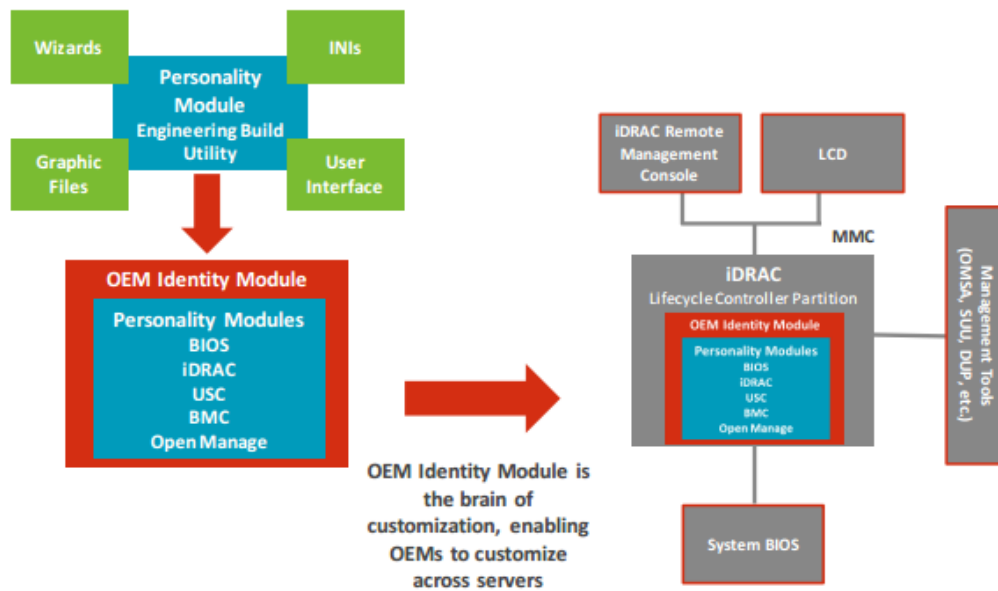 Wizards
INIs
Personality
Module
Engineering Build
Utility
Graphic
Files
User
Interface
OEM Identity Module
Personality Modules
BIOS
iDRAC
USC
BMC
Open Manage
OEM Identity Module is
the brain of
customization, enabling
OEMs to customize
across servers
iDRAC Remote
Management
Console
LCD
MMC
iDRAC
Lifecycle Controller Partition
OEM Identity Module
Personality Modules
BIOS
iDRAC
USC
BMC
Open Manage
Management Tools
(OMSA, SUU, DUP, etc.)
System BIOS